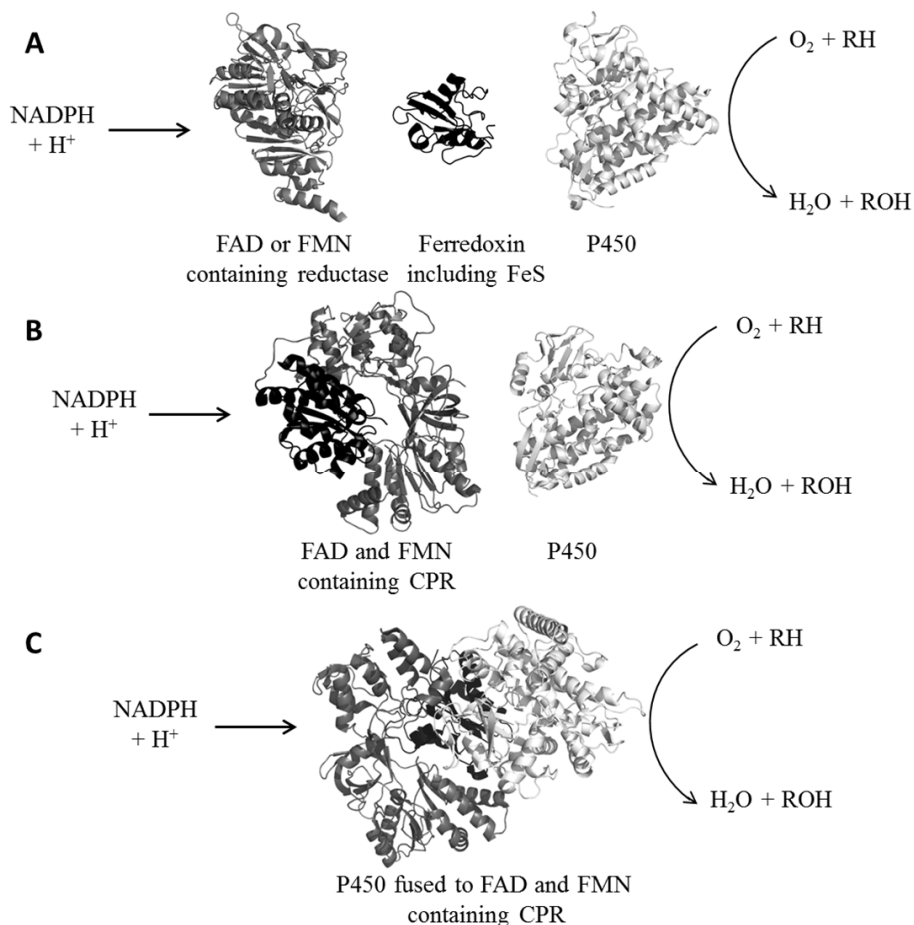 A
NADPH
+ H⁺
O₂ + RH
H₂O + ROH
FAD or FMN
containing reductase
Ferredoxin
including FeS
P450
B
NADPH
+ H⁺
O₂ + RH
H₂O + ROH
FAD and FMN
containing CPR
P450
C
NADPH
+ H⁺
O₂ + RH
H₂O + ROH
P450 fused to FAD and FMN
containing CPR